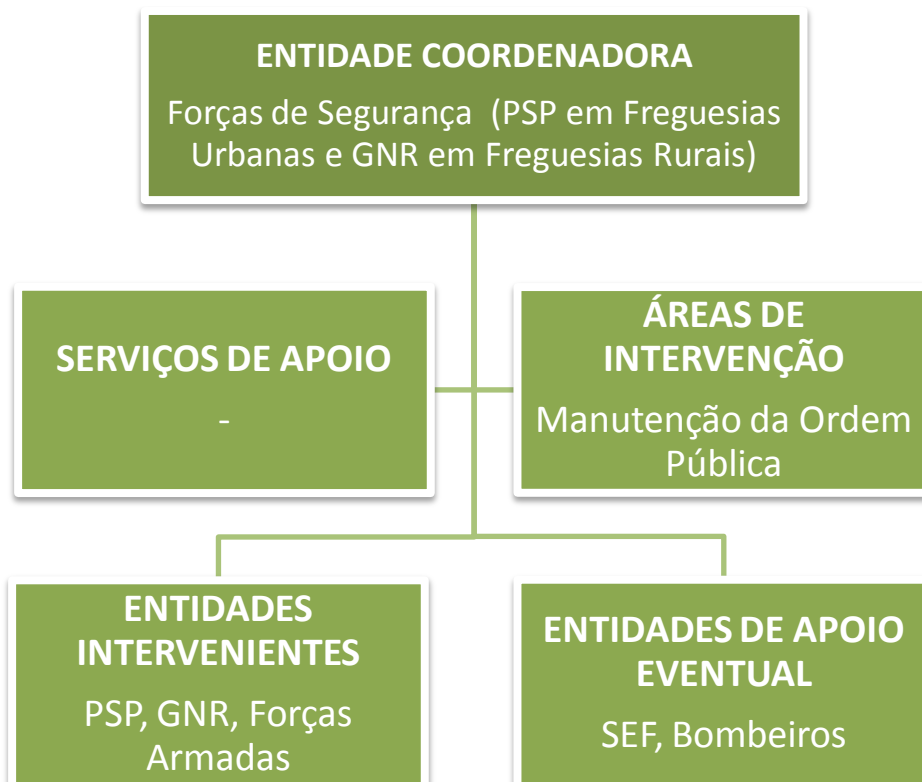 ENTIDADE COORDENADORA
Forças de Segurança (PSP em Freguesias
Urbanas e GNR em Freguesias Rurais)
SERVIÇOS DE APOIO
-
ÁREAS DE
INTERVENÇÃO
Manutenção da Ordem
Pública
ENTIDADES
INTERVENIENTES
PSP, GNR, Forças
Armadas
ENTIDADES DE APOIO
EVENTUAL
SEF, Bombeiros